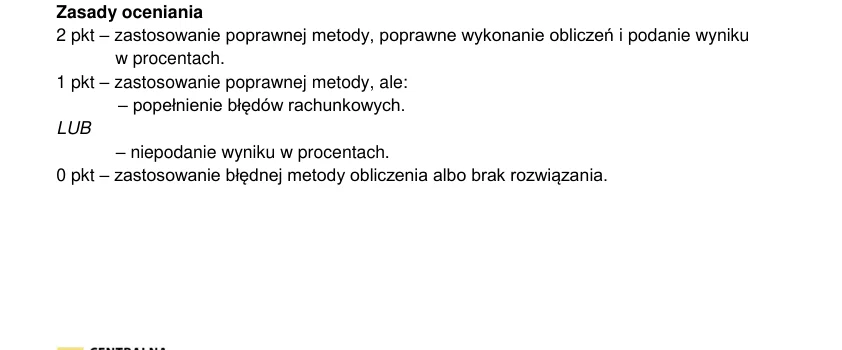 Zasady oceniania
2 pkt – zastosowanie poprawnej metody, poprawne wykonanie obliczeń i podanie wyniku
w procentach.
1 pkt – zastosowanie poprawnej metody, ale:
– popełnienie błędów rachunkowych.
LUB
– niepodanie wyniku w procentach.
0 pkt – zastosowanie błędnej metody obliczenia albo brak rozwiązania.
CENTRALNA